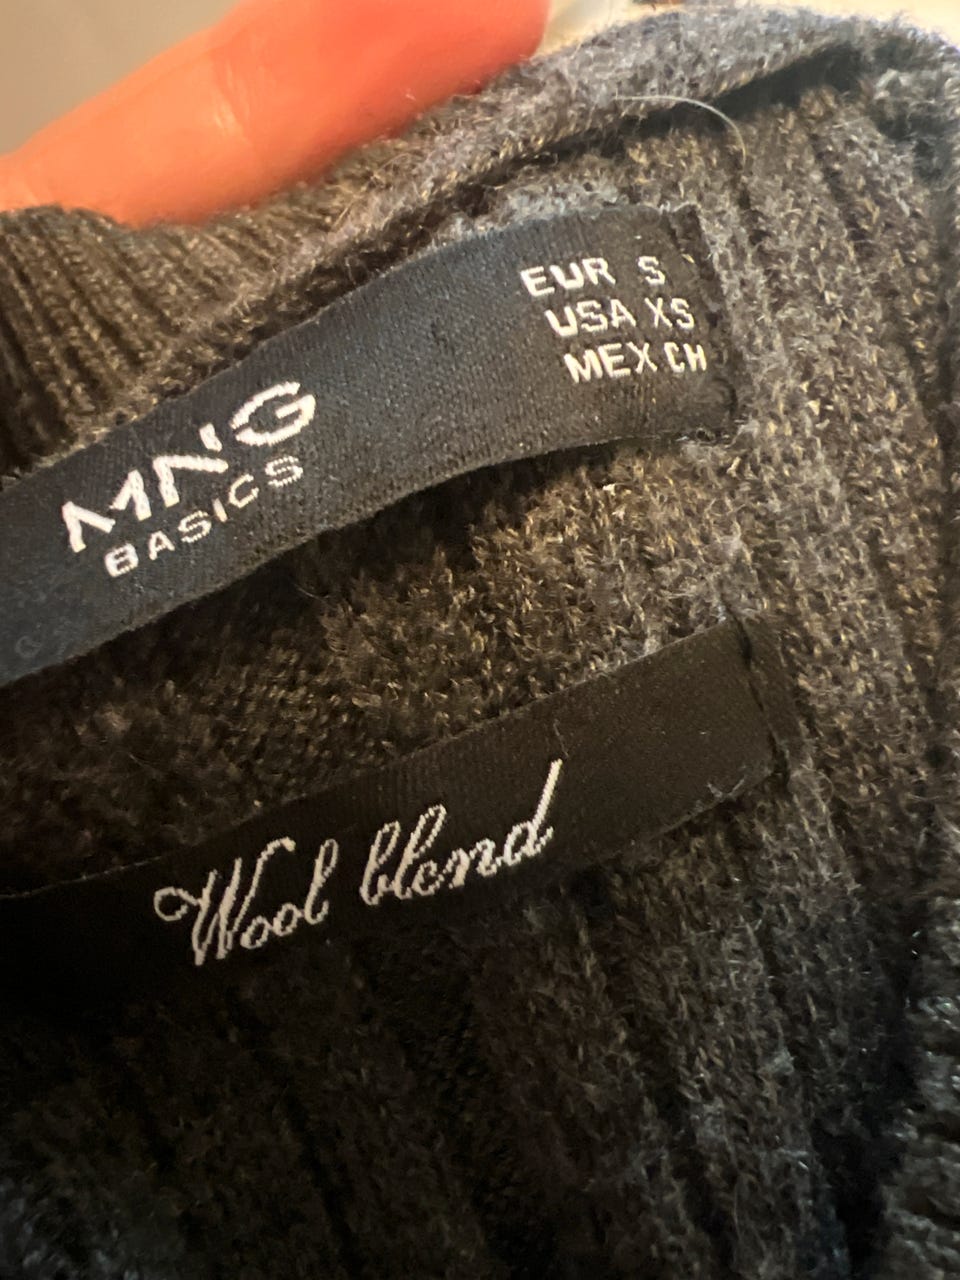 MNG
BASICS
EUR S
USA XS
MEX CH
Wool blend